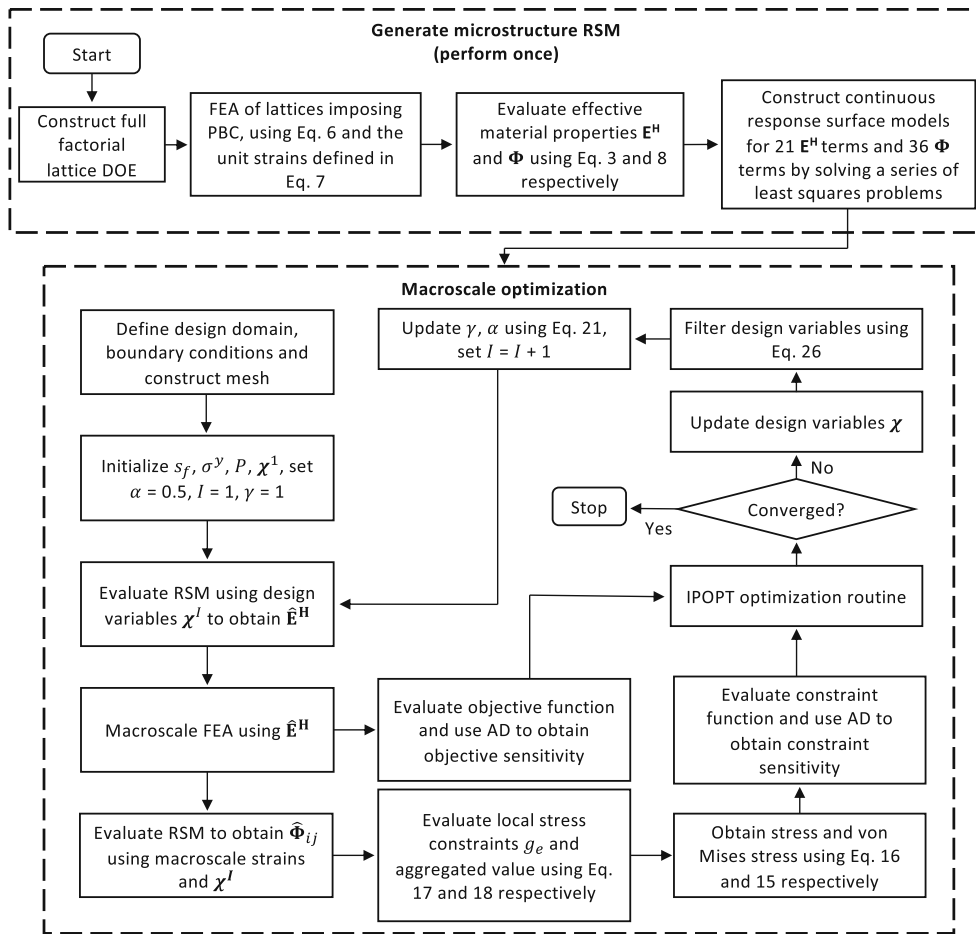 Generate microstructure RSM
(perform once)
Start
Construct full
factorial
lattice DOE
FEA of lattices imposing
PBC, using Eq. 6 and the
unit strains defined in
Eq. 7
Evaluate effective
material properties E^H
and Φ using Eq. 3 and 8
respectively
Construct continuous
response surface models
for 21 E^H terms and 36 Φ
terms by solving a series of
least squares problems
Macroscale optimization
Define design domain,
boundary conditions and
construct mesh
Initialize s_f, σ^y, P, χ^1, set
α = 0.5, I = 1, γ = 1
Evaluate RSM using design
variables χ^I to obtain Ê^H
Macroscale FEA using Ê^H
Evaluate RSM to obtain Φ̂_ij
using macroscale strains
and χ^I
Update γ, α using Eq. 21,
set I = I + 1
Evaluate objective function
and use AD to obtain
objective sensitivity
Evaluate local stress
constraints g_e and
aggregated value using Eq.
17 and 18 respectively
Filter design variables using
Eq. 26
Update design variables χ
No
Converged?
Yes
Stop
IPOPT optimization routine
Evaluate constraint
function and use AD to
obtain constraint
sensitivity
Obtain stress and von
Mises stress using Eq. 16
and 15 respectively